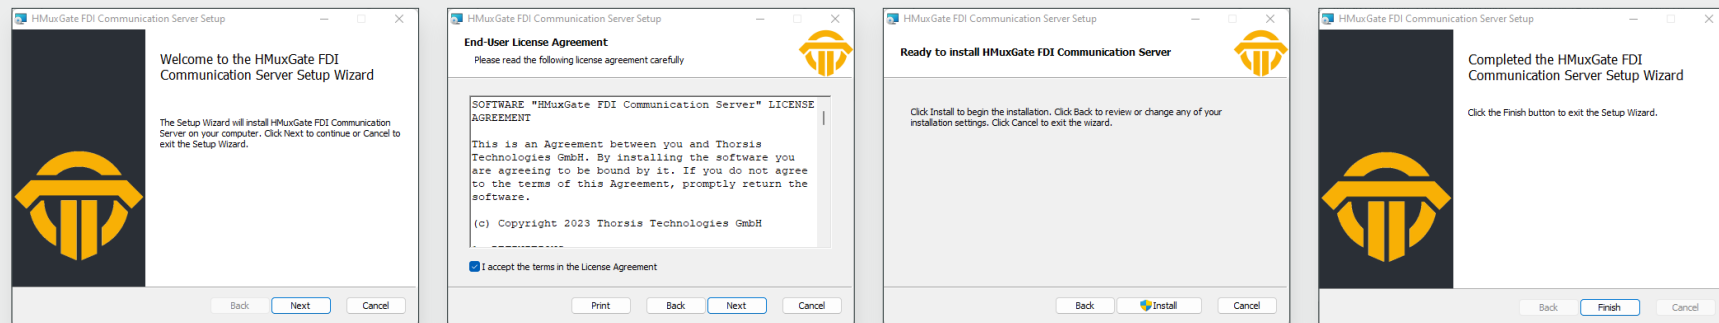 HMuxGate FDI Communication Server Setup
Welcome to the HMuxGate FDI
Communication Server Setup Wizard
The Setup Wizard will install HMuxGate FDI Communication
Server on your computer. Click Next to continue or Cancel to
exit the Setup Wizard.
Back Next Cancel
HMuxGate FDI Communication Server Setup
End-User License Agreement
Please read the following license agreement carefully
SOFTWARE "HMuxGate FDI Communication Server" LICENSE
AGREEMENT
This is an Agreement between you and Thorsis
Technologies GmbH. By installing the software you
are agreeing to be bound by it. If you do not agree
to the terms of this Agreement, promptly return the
software.
(c) Copyright 2023 Thorsis Technologies GmbH
I accept the terms in the License Agreement
Print Back Next Cancel
HMuxGate FDI Communication Server Setup
Ready to install HMuxGate FDI Communication Server
Click Install to begin the installation. Click Back to review or change any of your
installation settings. Click Cancel to exit the wizard.
Back Install Cancel
HMuxGate FDI Communication Server Setup
Completed the HMuxGate FDI
Communication Server Setup Wizard
Click the Finish button to exit the Setup Wizard.
Back Finish Cancel